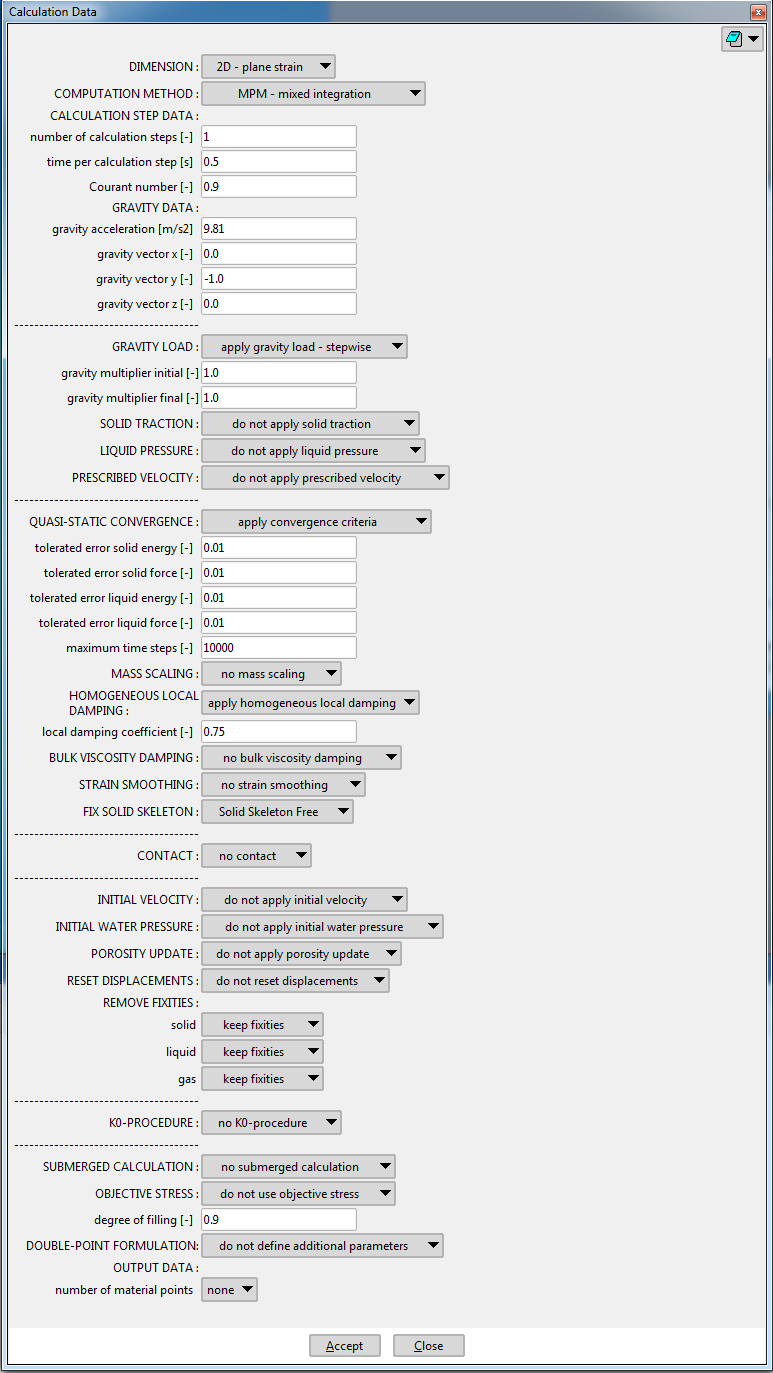 Calculation Data
DIMENSION : 2D - plane strain
COMPUTATION METHOD : MPM - mixed integration
CALCULATION STEP DATA :
number of calculation steps [-] 1
time per calculation step [s] 0.5
Courant number [-] 0.9
GRAVITY DATA :
gravity acceleration [m/s2] 9.81
gravity vector x [-] 0.0
gravity vector y [-] -1.0
gravity vector z [-] 0.0
--------------------------------
GRAVITY LOAD : apply gravity load - stepwise
gravity multiplier initial [-] 1.0
gravity multiplier final [-] 1.0
SOLID TRACTION : do not apply solid traction
LIQUID PRESSURE : do not apply liquid pressure
PRESCRIBED VELOCITY : do not apply prescribed velocity
--------------------------------
QUASI-STATIC CONVERGENCE : apply convergence criteria
tolerated error solid energy [-] 0.01
tolerated error solid force [-] 0.01
tolerated error liquid energy [-] 0.01
tolerated error liquid force [-] 0.01
maximum time steps [-] 10000
MASS SCALING : no mass scaling
HOMOGENEOUS LOCAL
DAMPING : apply homogeneous local damping
local damping coefficient [-] 0.75
BULK VISCOSITY DAMPING : no bulk viscosity damping
STRAIN SMOOTHING : no strain smoothing
FIX SOLID SKELETON : Solid Skeleton Free
--------------------------------
CONTACT : no contact
--------------------------------
INITIAL VELOCITY : do not apply initial velocity
INITIAL WATER PRESSURE : do not apply initial water pressure
POROSITY UPDATE : do not apply porosity update
RESET DISPLACEMENTS : do not reset displacements
REMOVE FIXITIES :
solid keep fixities
liquid keep fixities
gas keep fixities
--------------------------------
K0-PROCEDURE : no K0-procedure
--------------------------------
SUBMERGED CALCULATION : no submerged calculation
OBJECTIVE STRESS : do not use objective stress
degree of filling [-] 0.9
DOUBLE-POINT FORMULATION: do not define additional parameters
OUTPUT DATA :
number of material points none
Accept Close